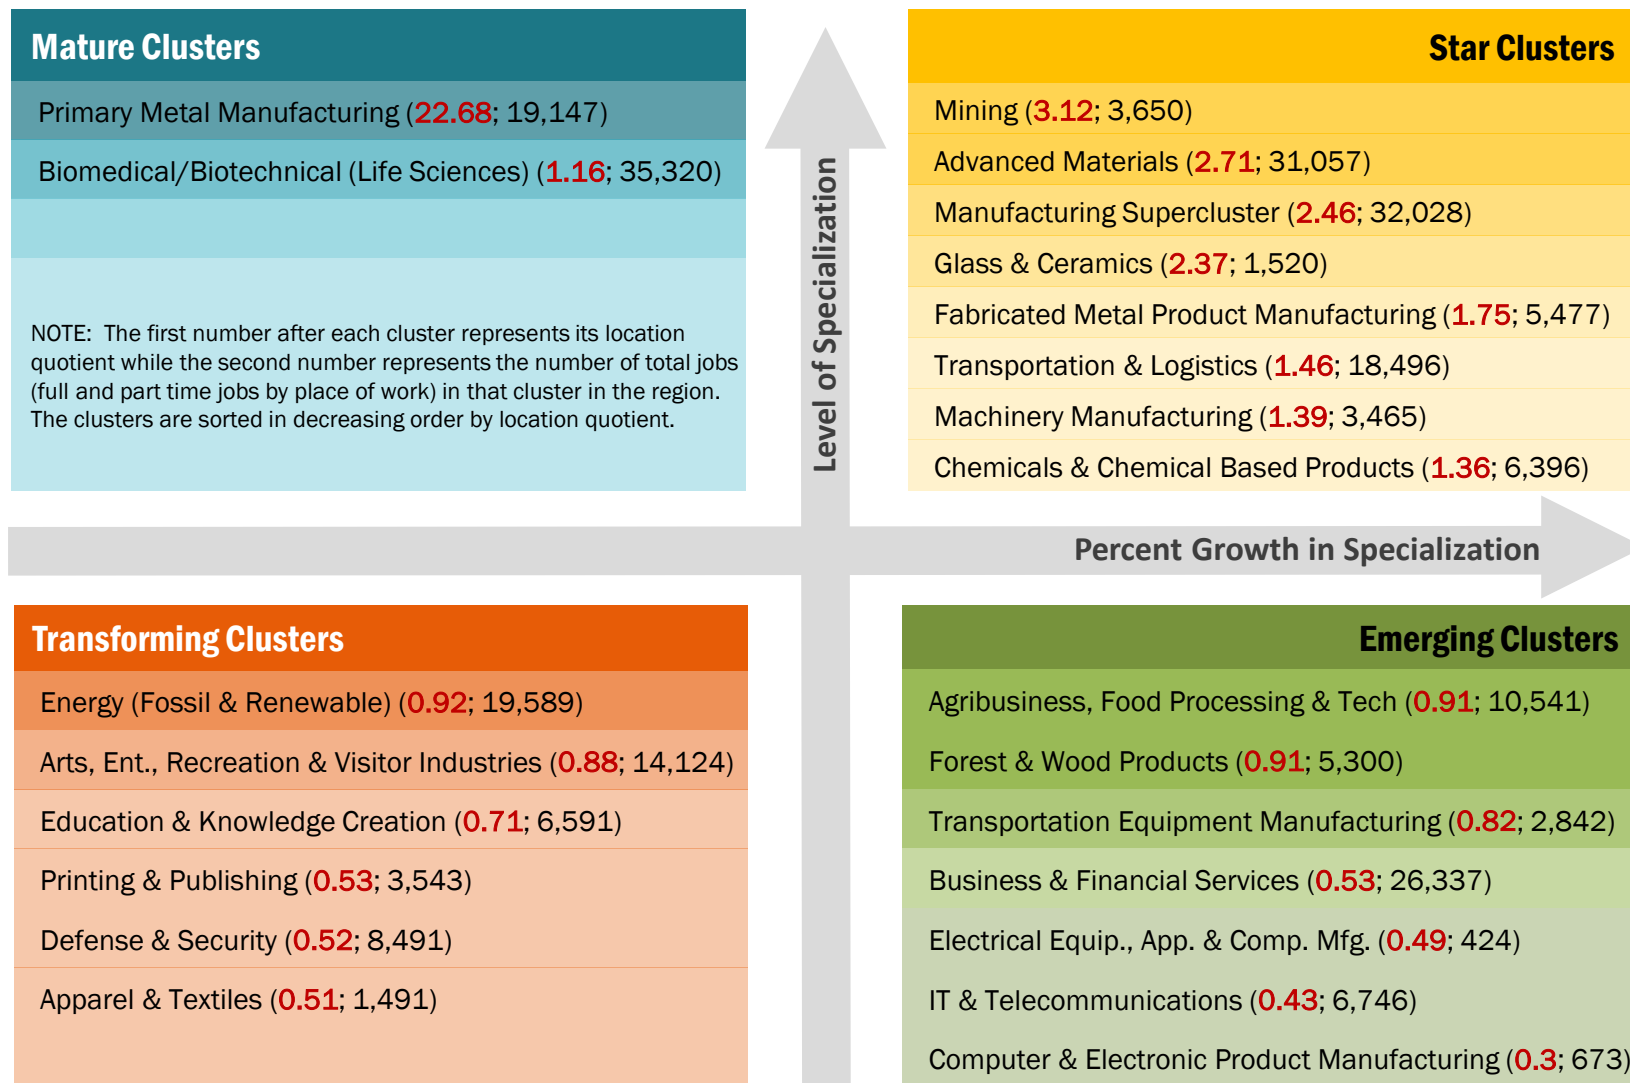 Mature Clusters
Primary Metal Manufacturing (22.68; 19,147)
Biomedical/Biotechnical (Life Sciences) (1.16; 35,320)
NOTE: The first number after each cluster represents its location
quotient while the second number represents the number of total jobs
(full and part time jobs by place of work) in that cluster in the region.
The clusters are sorted in decreasing order by location quotient.
Level of Specialization
Star Clusters
Mining (3.12; 3,650)
Advanced Materials (2.71; 31,057)
Manufacturing Supercluster (2.46; 32,028)
Glass & Ceramics (2.37; 1,520)
Fabricated Metal Product Manufacturing (1.75; 5,477)
Transportation & Logistics (1.46; 18,496)
Machinery Manufacturing (1.39; 3,465)
Chemicals & Chemical Based Products (1.36; 6,396)
Percent Growth in Specialization
Transforming Clusters
Energy (Fossil & Renewable) (0.92; 19,589)
Arts, Ent., Recreation & Visitor Industries (0.88; 14,124)
Education & Knowledge Creation (0.71; 6,591)
Printing & Publishing (0.53; 3,543)
Defense & Security (0.52; 8,491)
Apparel & Textiles (0.51; 1,491)
Emerging Clusters
Agribusiness, Food Processing & Tech (0.91; 10,541)
Forest & Wood Products (0.91; 5,300)
Transportation Equipment Manufacturing (0.82; 2,842)
Business & Financial Services (0.53; 26,337)
Electrical Equip., App. & Comp. Mfg. (0.49; 424)
IT & Telecommunications (0.43; 6,746)
Computer & Electronic Product Manufacturing (0.3; 673)